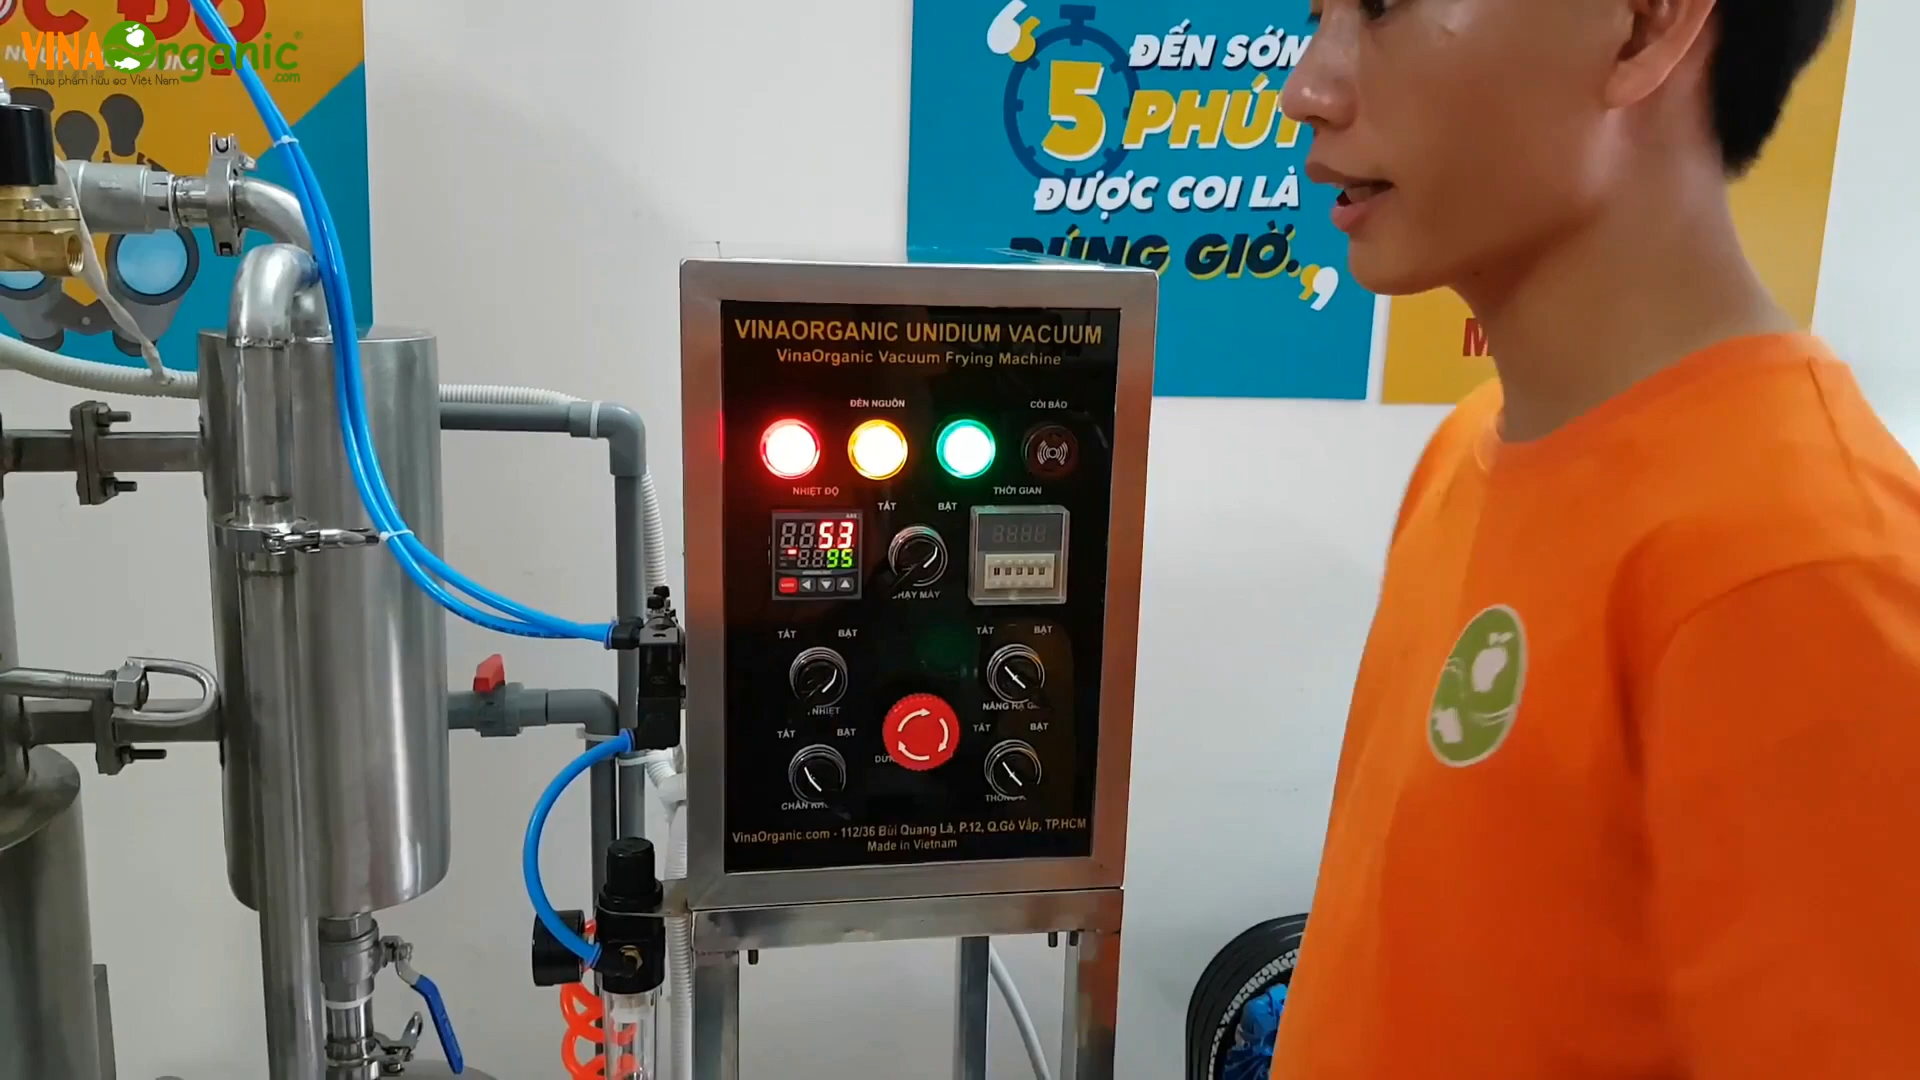 VINAOrganic®.com
Thực phẩm hữu cơ Việt Nam
ĐẾN SỚM
5 PHÚT
ĐƯỢC COI LÀ
ĐÚNG GIỜ.
VINAORGANIC UNIDIUM VACUUM
VinaOrganic Vacuum Frying Machine
ĐÈN NGUỒN
CÒI BÁO
NHIỆT ĐỘ
THỜI GIAN
TẮT BẬT
53
95
CHẠY MÁY
TẮT BẬT
TẮT BẬT
NHIỆT
NÂNG HẠ
TẮT BẬT
TẮT BẬT
CHÂN
VinaOrganic.com - 112/36 Bùi Quang Là, P.12, Q.Gò Vấp, TP.HCM
Made in Vietnam